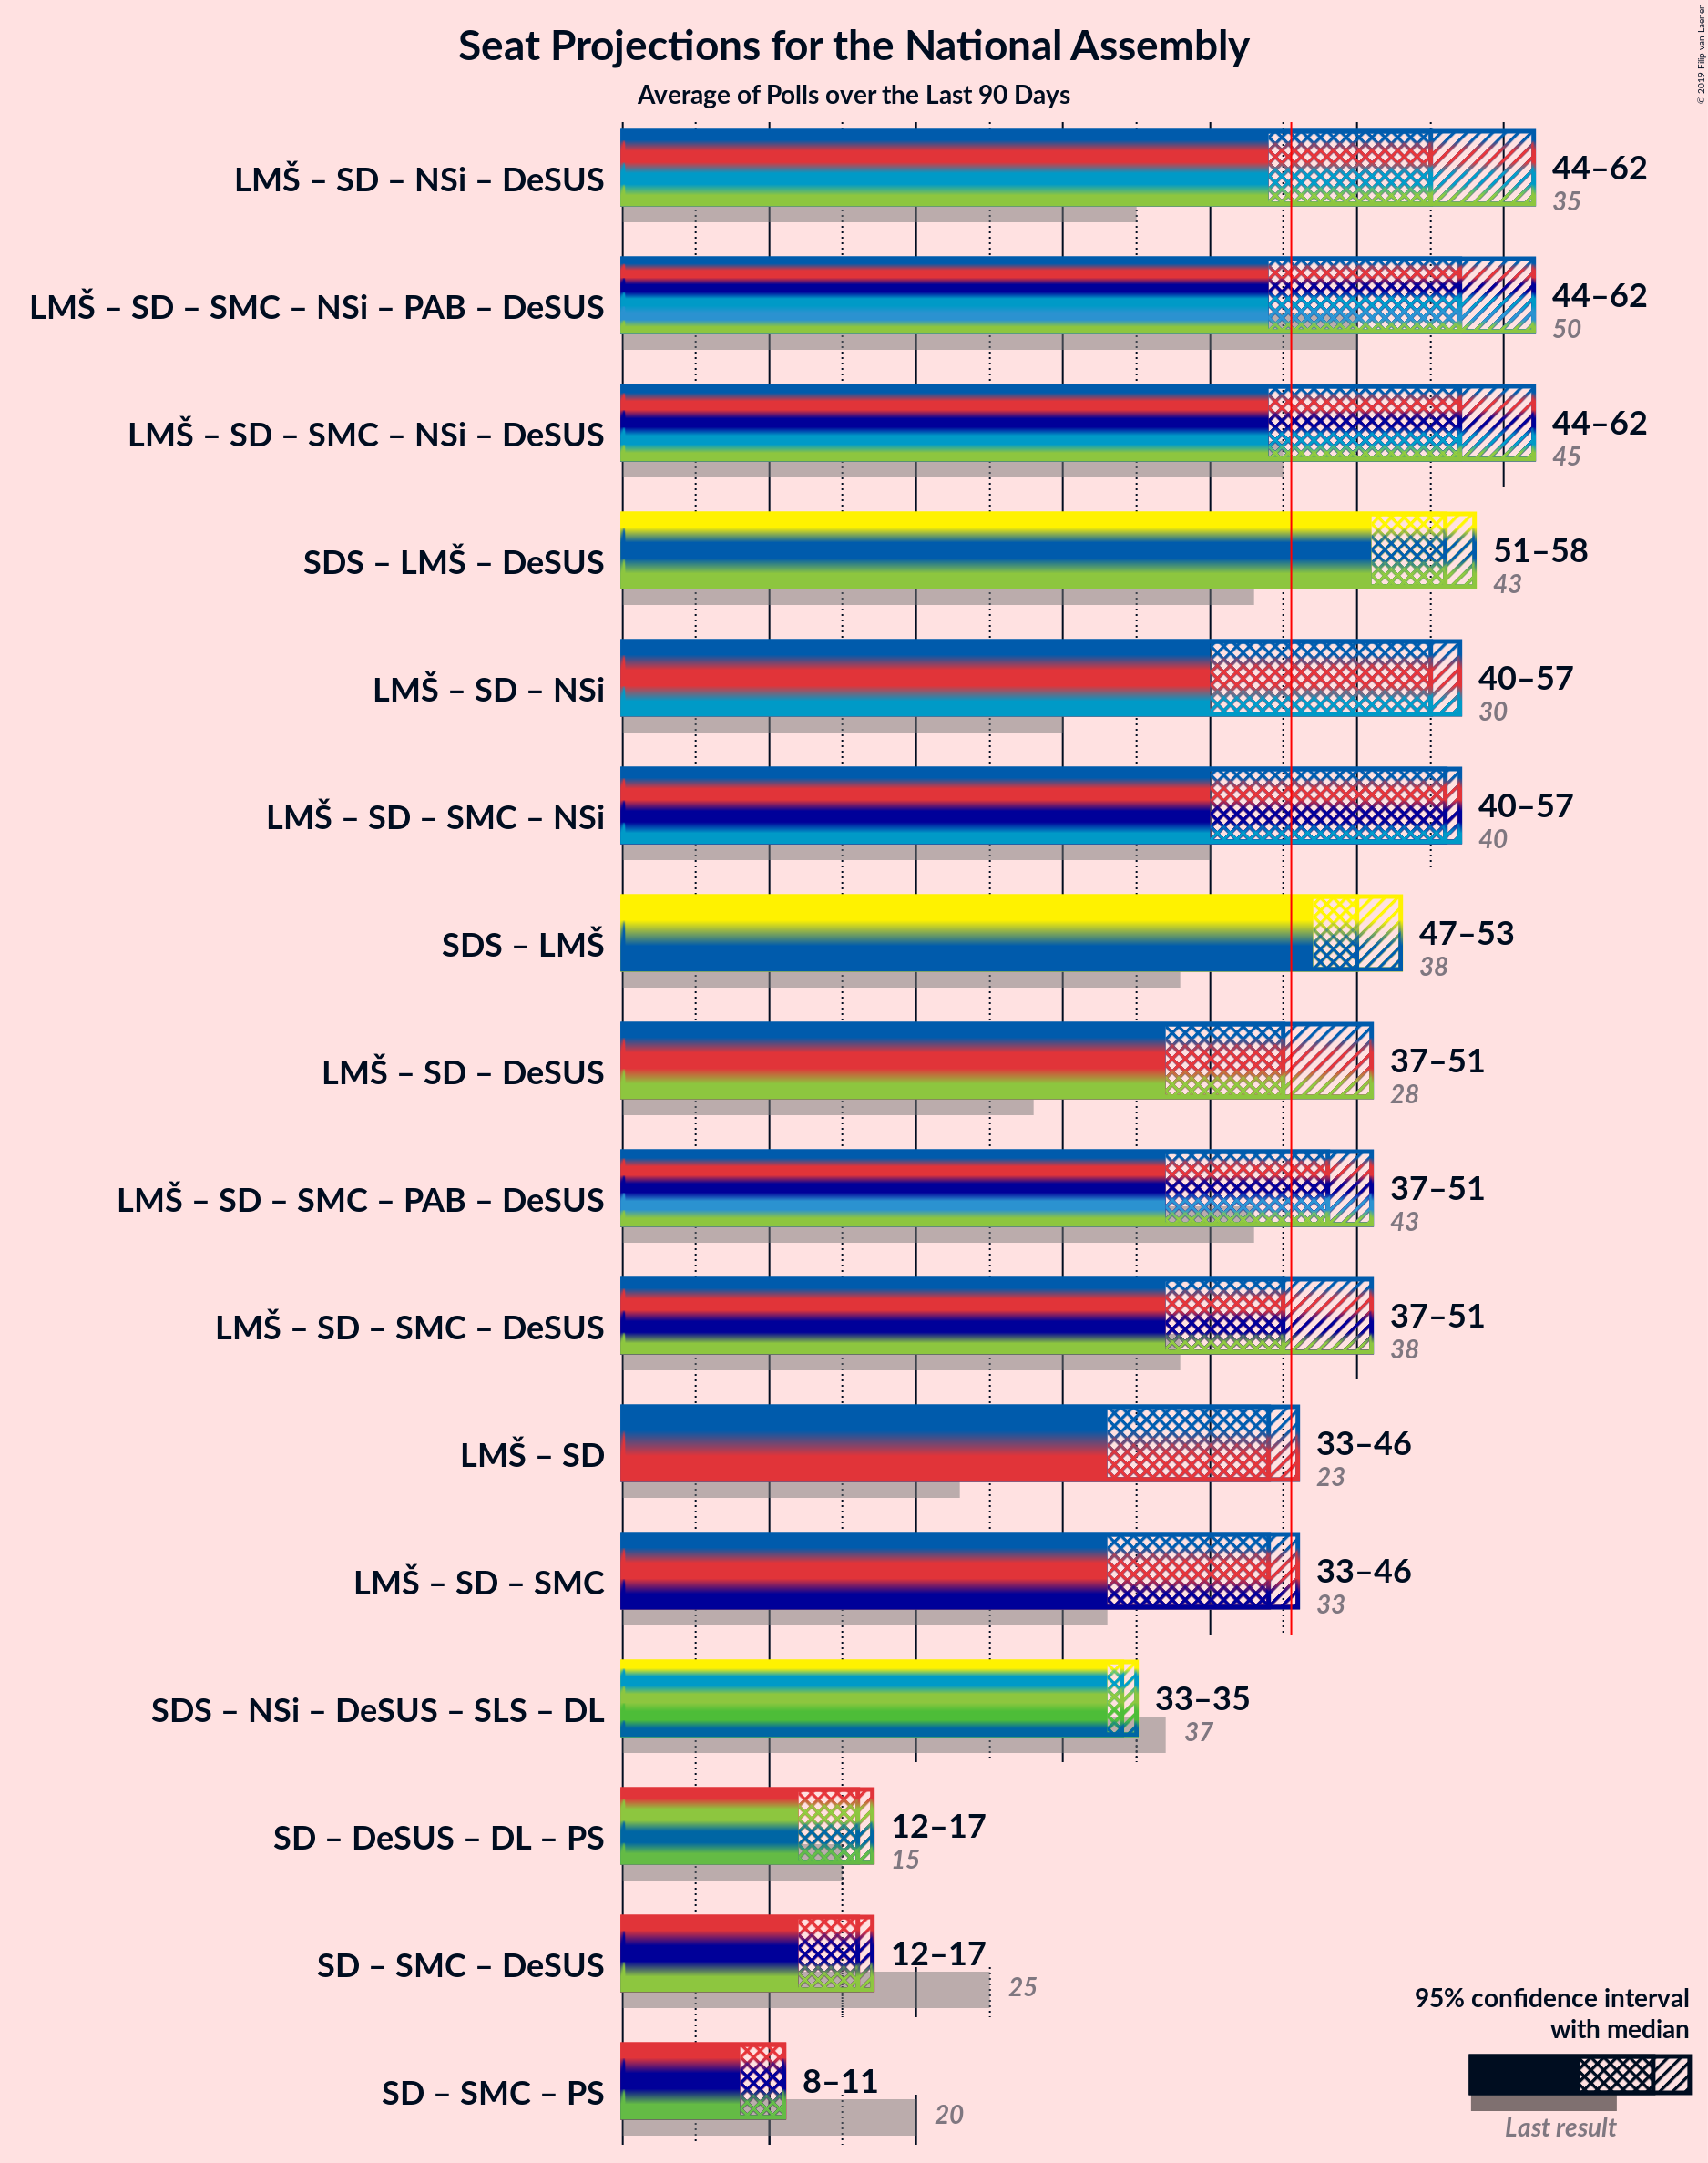 Seat Projections for the National Assembly
Average of Polls over the Last 90 Days
© 2019 Filip van Laenen
LMŠ – SD – NSi – DeSUS
44–62
35
LMŠ – SD – SMC – NSi – PAB – DeSUS
44–62
50
LMŠ – SD – SMC – NSi – DeSUS
44–62
45
SDS – LMŠ – DeSUS
51–58
43
LMŠ – SD – NSi
40–57
30
LMŠ – SD – SMC – NSi
40–57
40
SDS – LMŠ
47–53
38
LMŠ – SD – DeSUS
37–51
28
LMŠ – SD – SMC – PAB – DeSUS
37–51
43
LMŠ – SD – SMC – DeSUS
37–51
38
LMŠ – SD
33–46
23
LMŠ – SD – SMC
33–46
33
SDS – NSi – DeSUS – SLS – DL
33–35
37
SD – DeSUS – DL – PS
12–17
15
SD – SMC – DeSUS
12–17
25
SD – SMC – PS
8–11
20
95% confidence interval
with median
Last result